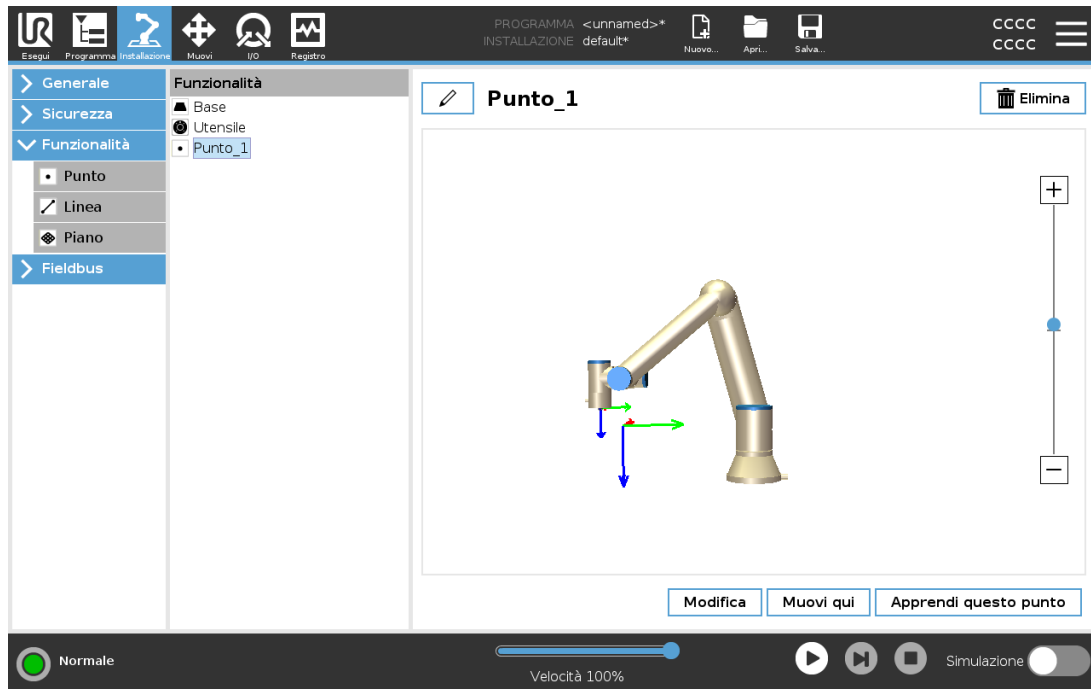 UR
Esegui
Programma
Installazione
Muovi
I/O
Registro
PROGRAMMA <unnamed>*
INSTALLAZIONE default*
Nuovo...
Apri...
Salva...
CCCC
CCCC
Generale
Sicurezza
Funzionalità
Punto
Linea
Piano
Fieldbus
Funzionalità
Base
Utensile
Punto_1
Punto_1
Elimina
Modifica
Muovi qui
Apprendi questo punto
Normale
Velocità 100%
Simulazione